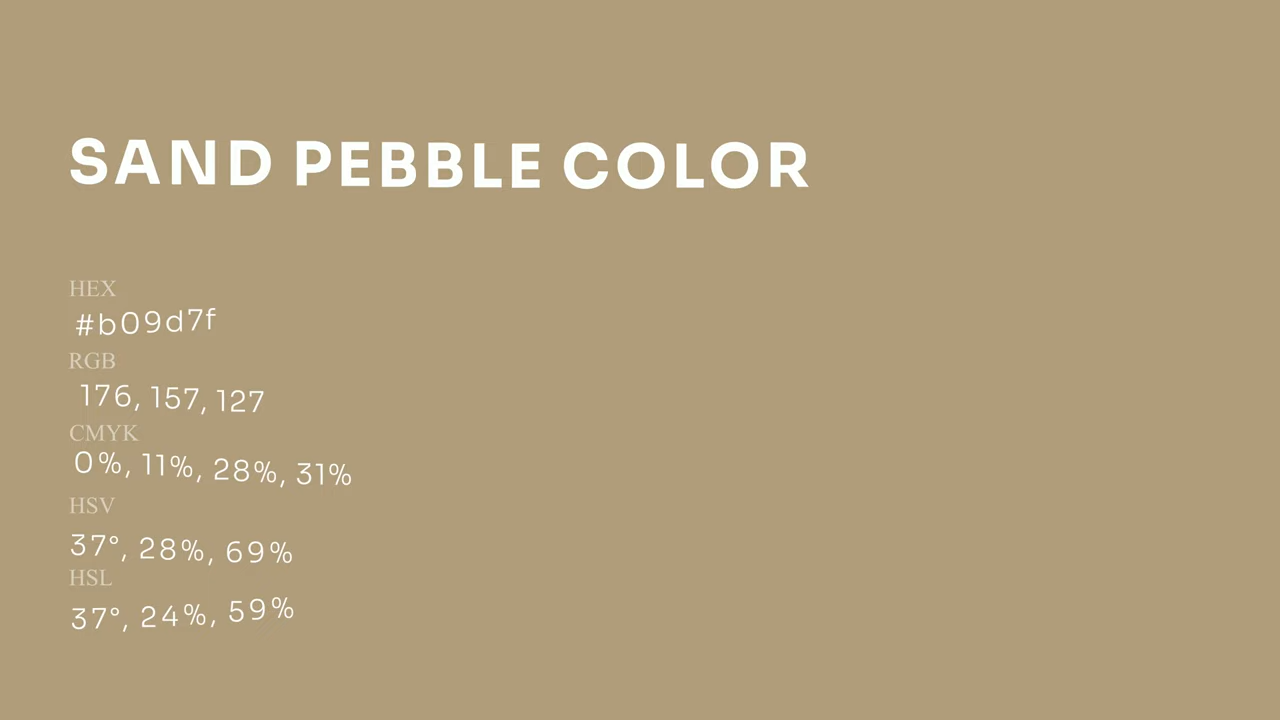 SAND PEBBLE COLOR
HEX
#b09d7f
RGB
176, 157, 127
CMYK
0%, 11%, 28%, 31%
HSV
37°, 28%, 69%
HSL
37°, 24%, 59%